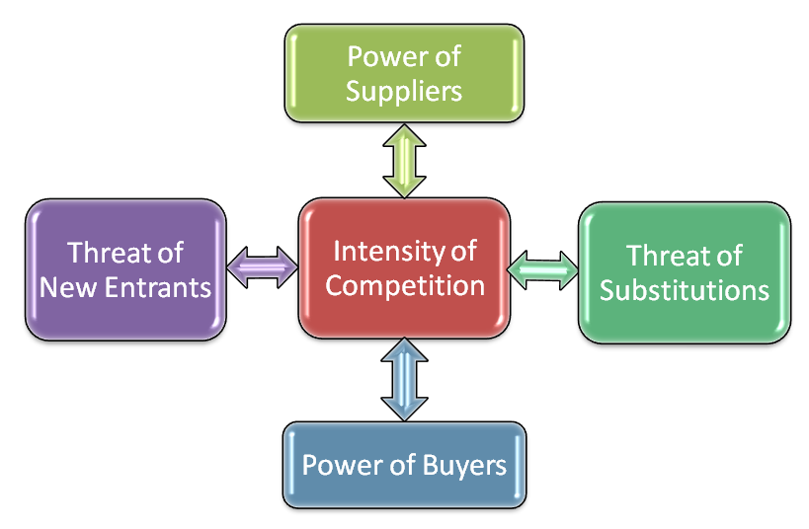 Power of
Suppliers
Threat of
New Entrants
Intensity of
Competition
Threat of
Substitutions
Power of Buyers